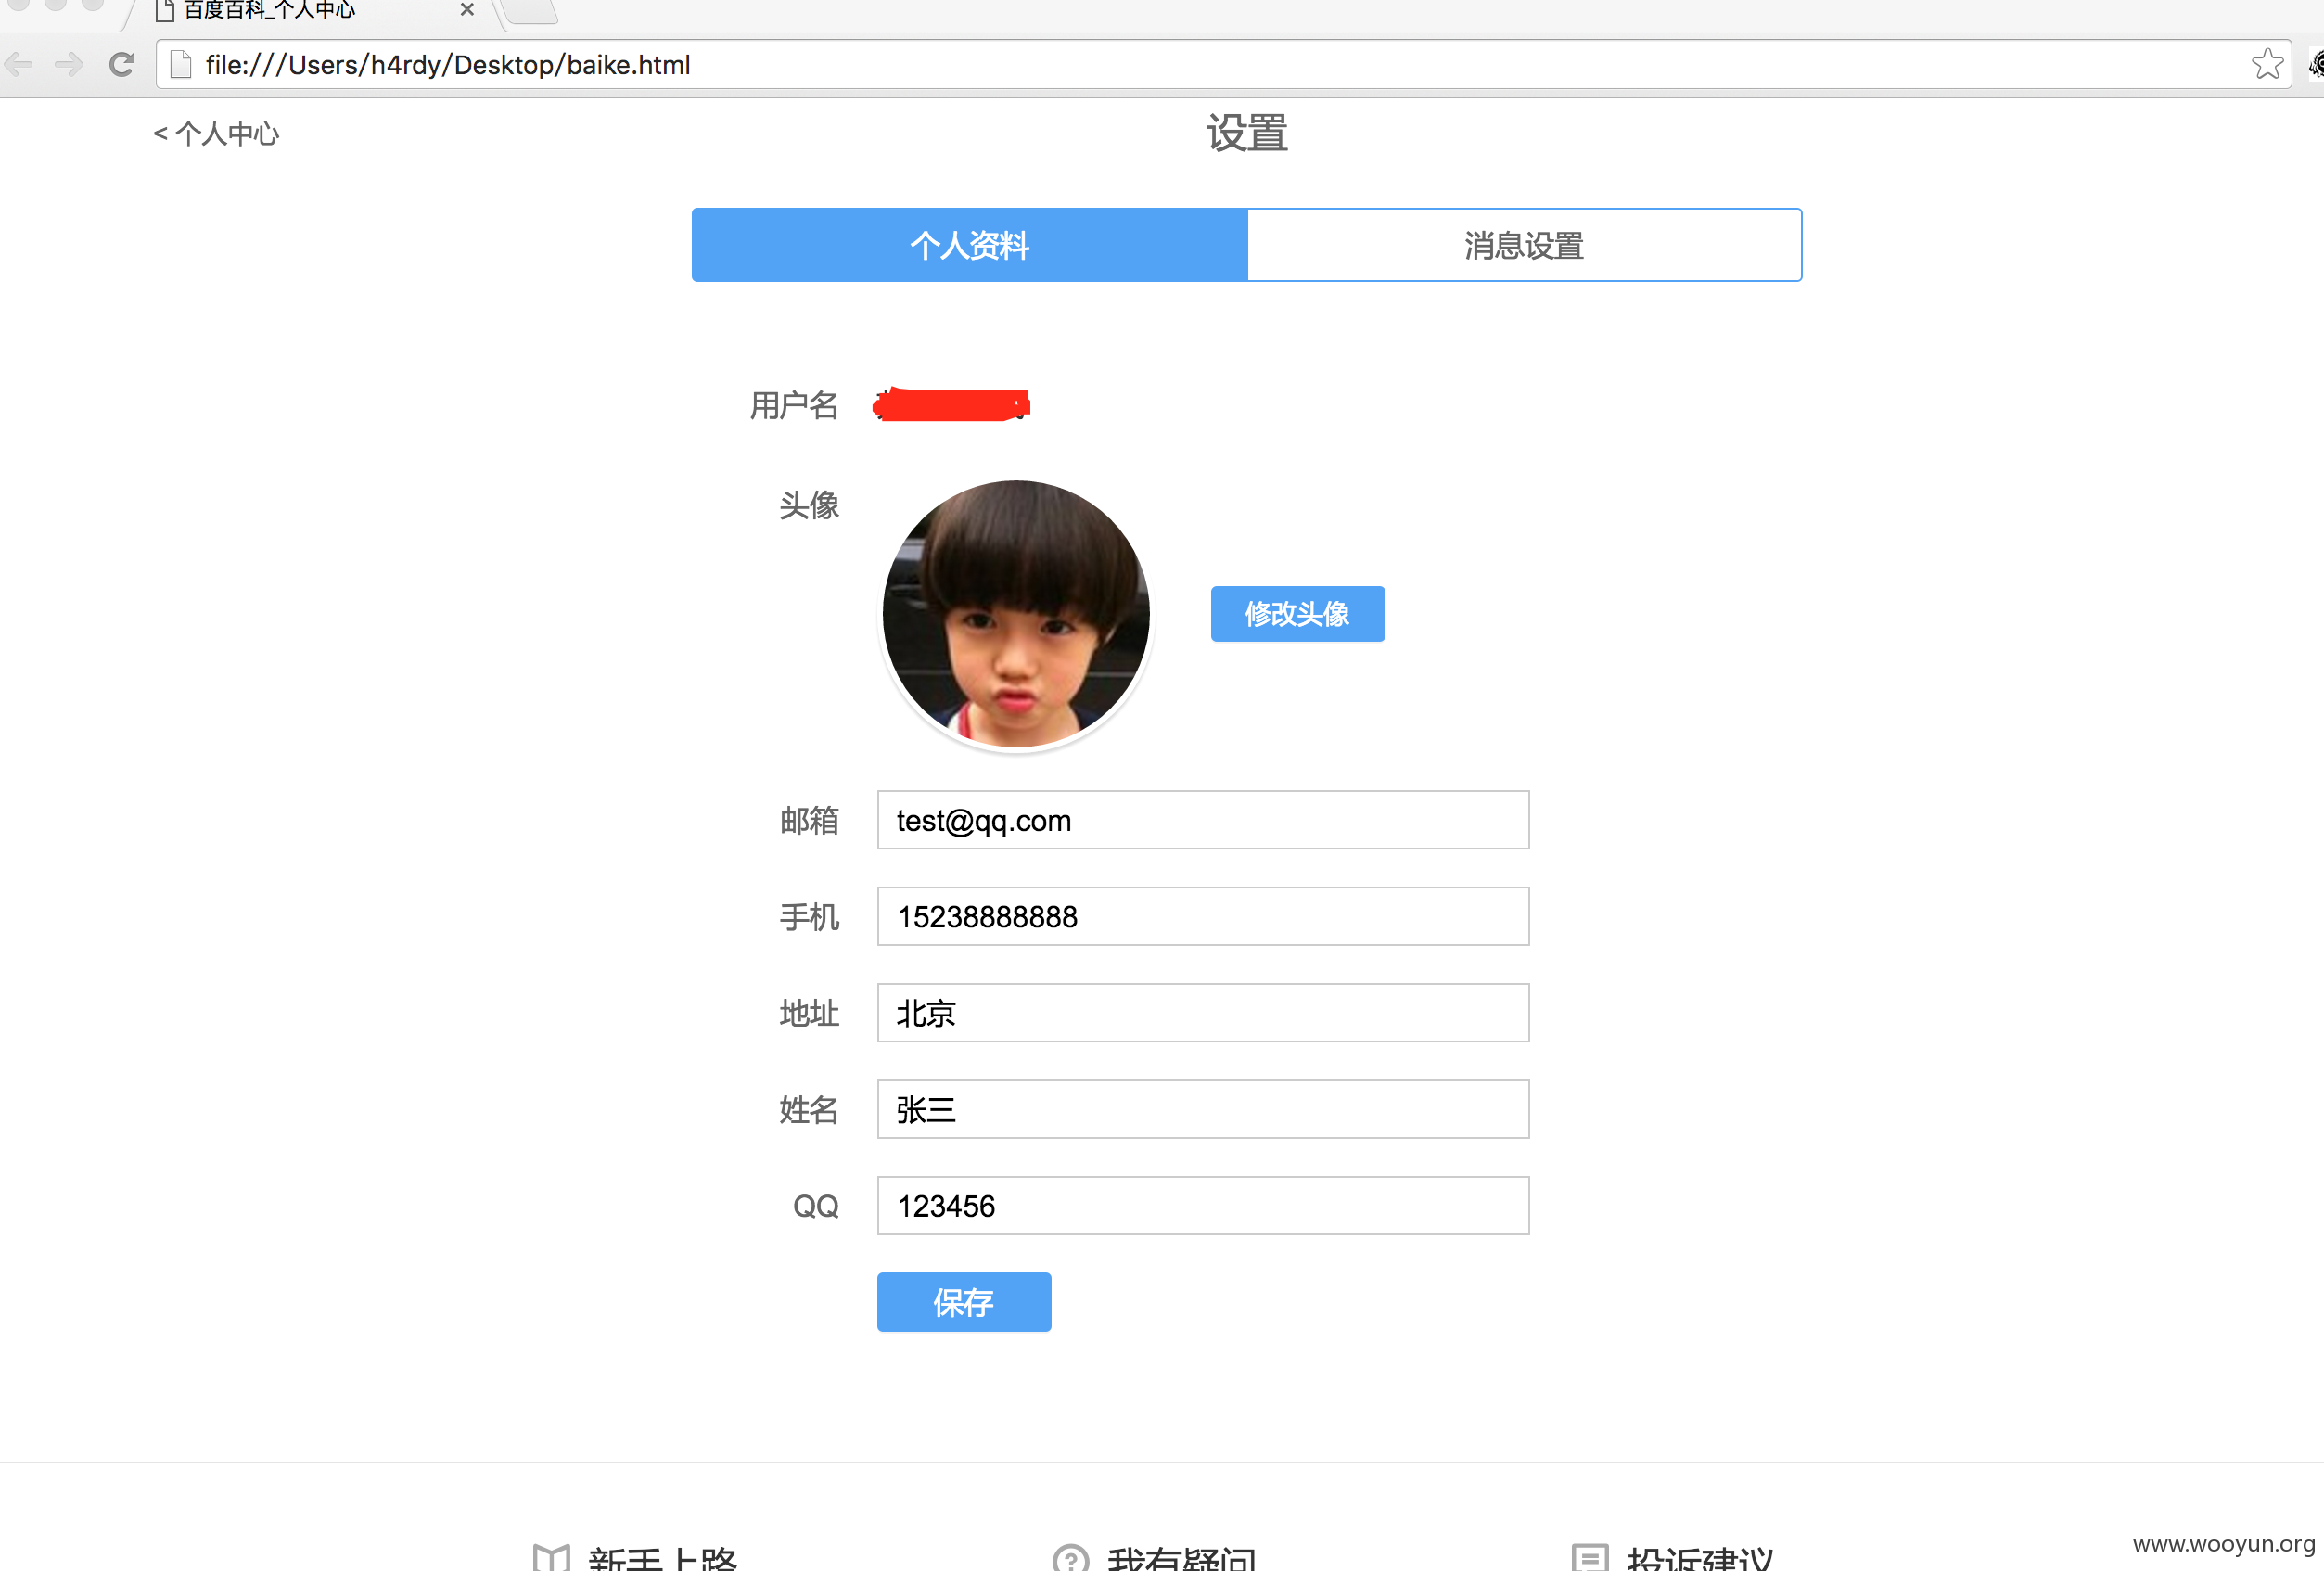 百度百科_个人中心
file:///Users/h4rdy/Desktop/baike.html
< 个人中心
设置
个人资料
消息设置
用户名
头像
修改头像
邮箱
test@qq.com
手机
15238888888
地址
北京
姓名
张三
QQ
123456
保存
新手上路
我有疑问
投诉建议
www.wooyun.org